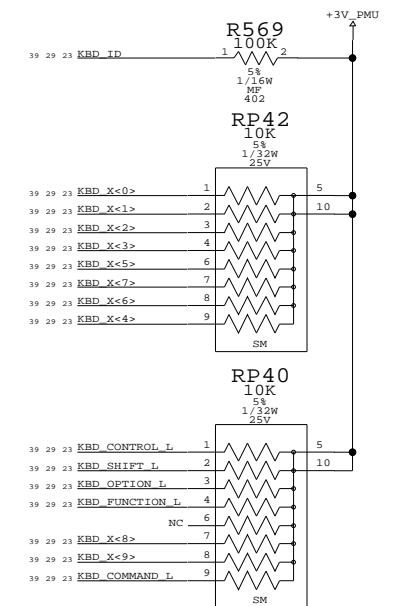 +3V_PMU
R569
100K
39 29 23 KBD_ID 1 2
5%
1/16W
MF
402
RP42
10K
5%
1/32W
25V
39 29 23 KBD_X<0> 1 5
39 29 23 KBD_X<1> 2 10
39 29 23 KBD_X<2> 3
39 29 23 KBD_X<3> 4
39 29 23 KBD_X<5> 6
39 29 23 KBD_X<7> 7
39 29 23 KBD_X<6> 8
39 29 23 KBD_X<4> 9
SM
RP40
10K
5%
1/32W
25V
39 29 23 KBD_CONTROL_L 1 5
39 29 23 KBD_SHIFT_L 2 10
39 29 23 KBD_OPTION_L 3
39 29 23 KBD_FUNCTION_L 4
NC 6
39 29 23 KBD_X<8> 7
39 29 23 KBD_X<9> 8
39 29 23 KBD_COMMAND_L 9
SM